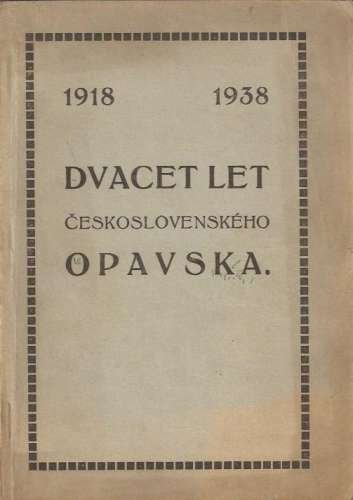 1918 1938
DVACET LET
ČESKOSLOVENSKÉHO
OPAVSKA.